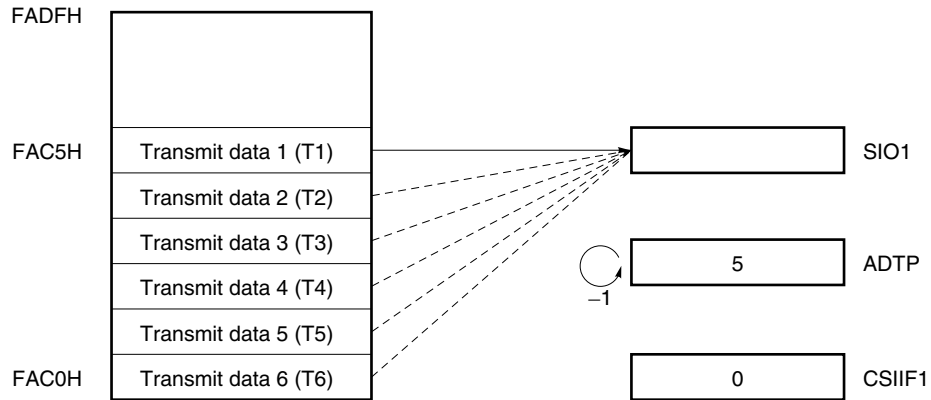 FADFH
FAC5H
Transmit data 1 (T1)
SIO1
Transmit data 2 (T2)
Transmit data 3 (T3)
5
ADTP
–1
Transmit data 4 (T4)
Transmit data 5 (T5)
FAC0H
Transmit data 6 (T6)
0
CSIIF1